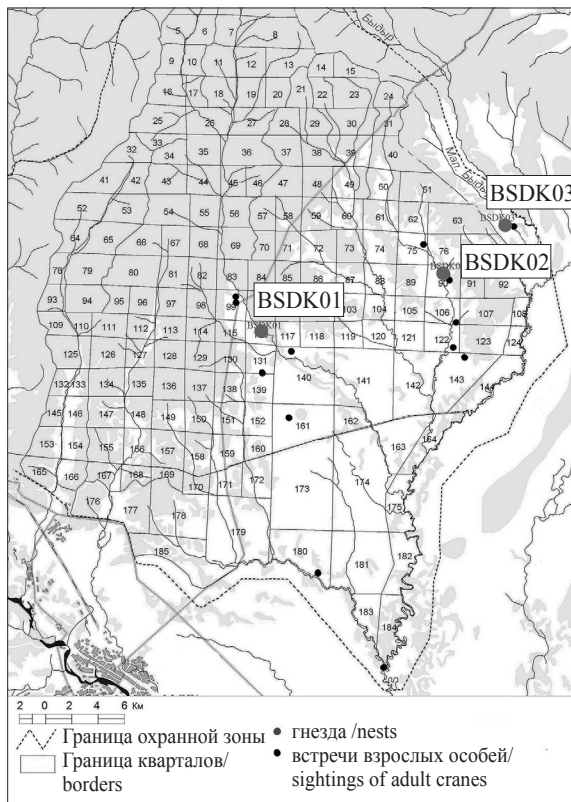 5 6 7 8
Быдыр
9 10 11 12 13 14 15
16 17 18 19 20 21 22 23 24
25 26 27 28 29 30 31
32 33 34 35 36 37 38 39 40
Мал. Быдыр
41 42 43 44 45 46 47 48 49 50 51
BSDK03
52 53 54 55 56 57 58 59 60 61 62 63
BSDK03
64 65 66 67 68 69 70 71 72 73 74 75 76
BSDK02
78 79 80 81 82 83 84 85 86 87 88 89 90 91 92
BSDK01
93 94 95 96 97 98 99 103 104 105 106 107 108
BSDK01
109 110 111 112 113 114 115 117 118 119 120 121 122 123 124
125 126 127 128 129 130 131
132 133 134 135 136 137 138 139 140 141 142 143 144
145 146 147 148 149 150 151 152 161 162
153 154 155 156 157 158 159 160 163 164
165 166 167 168 169 170 171 172 173 174 175
176 177 178 179
185 180 181 182
183 184
2 0 2 4 6 Км
Граница охранной зоны
Граница кварталов/
borders
гнезда /nests
встречи взрослых особей/
sightings of adult cranes